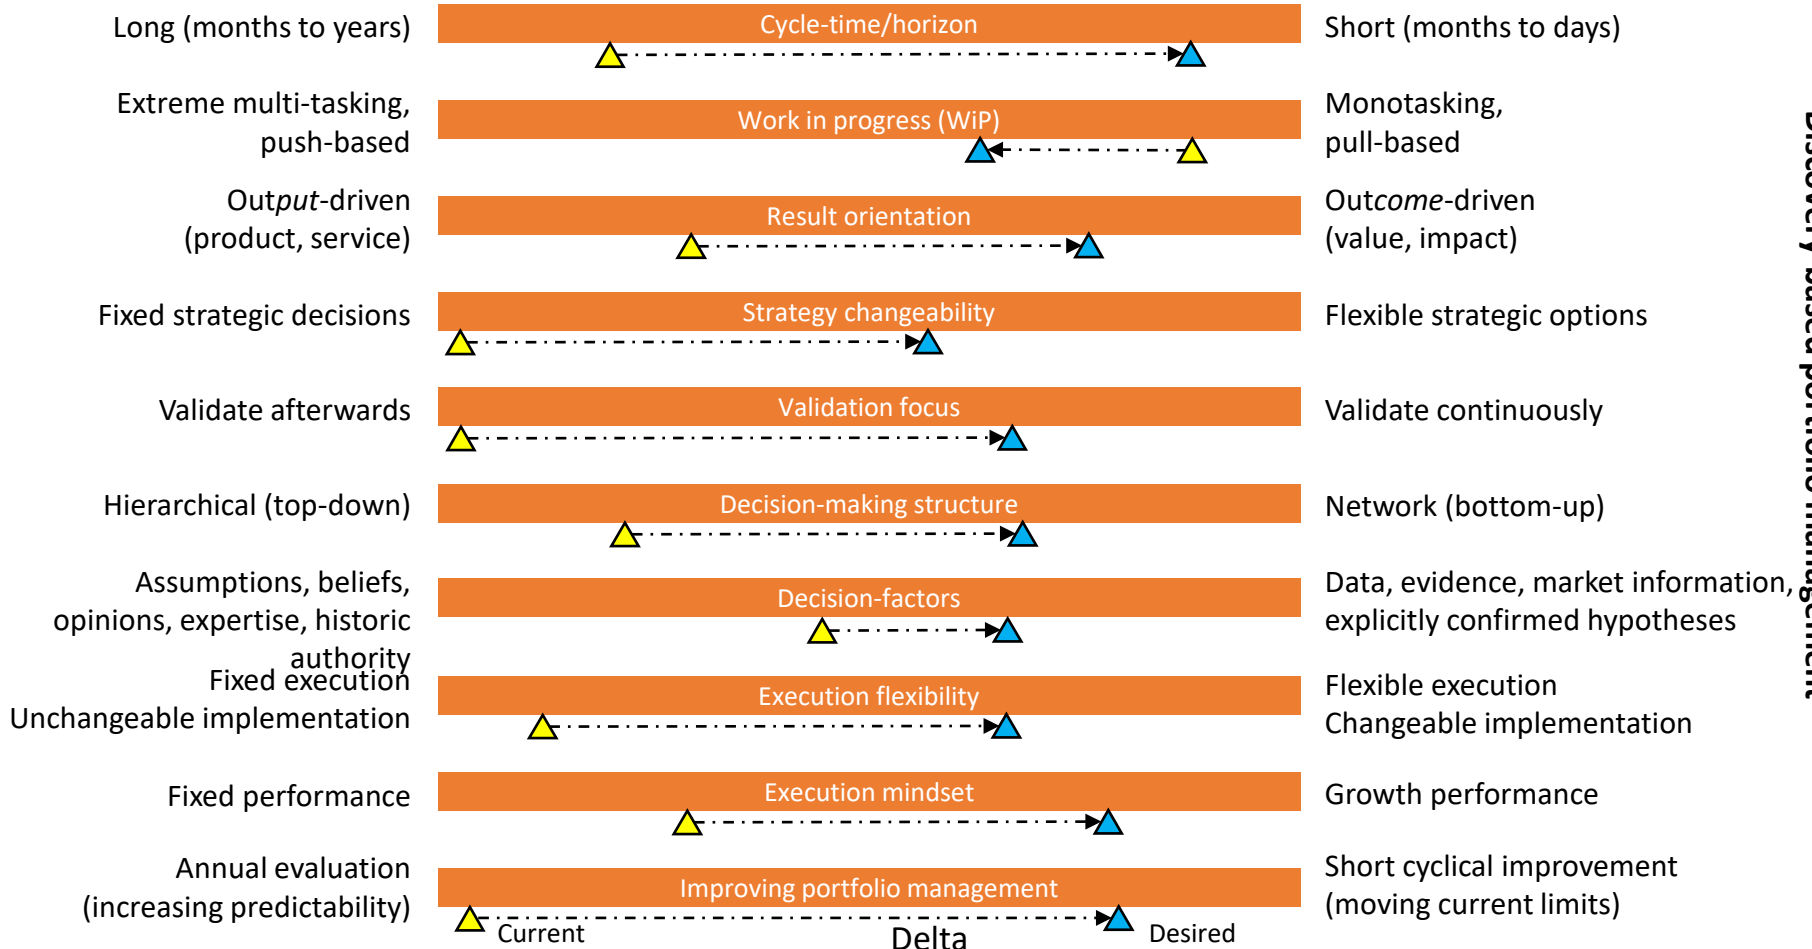 Long (months to years)
Cycle-time/horizon
Short (months to days)
Extreme multi-tasking,
push-based
Work in progress (WiP)
Monotasking,
pull-based
Output-driven
(product, service)
Result orientation
Outcome-driven
(value, impact)
Fixed strategic decisions
Strategy changeability
Flexible strategic options
Validate afterwards
Validation focus
Validate continuously
Hierarchical (top-down)
Decision-making structure
Network (bottom-up)
Assumptions, beliefs,
opinions, expertise, historic
authority
Decision-factors
Data, evidence, market information,
explicitly confirmed hypotheses
Fixed execution
Unchangeable implementation
Execution flexibility
Flexible execution
Changeable implementation
Fixed performance
Execution mindset
Growth performance
Annual evaluation
(increasing predictability)
Improving portfolio management
Short cyclical improvement
(moving current limits)
Current
Delta
Desired
Discovery based portfolio management